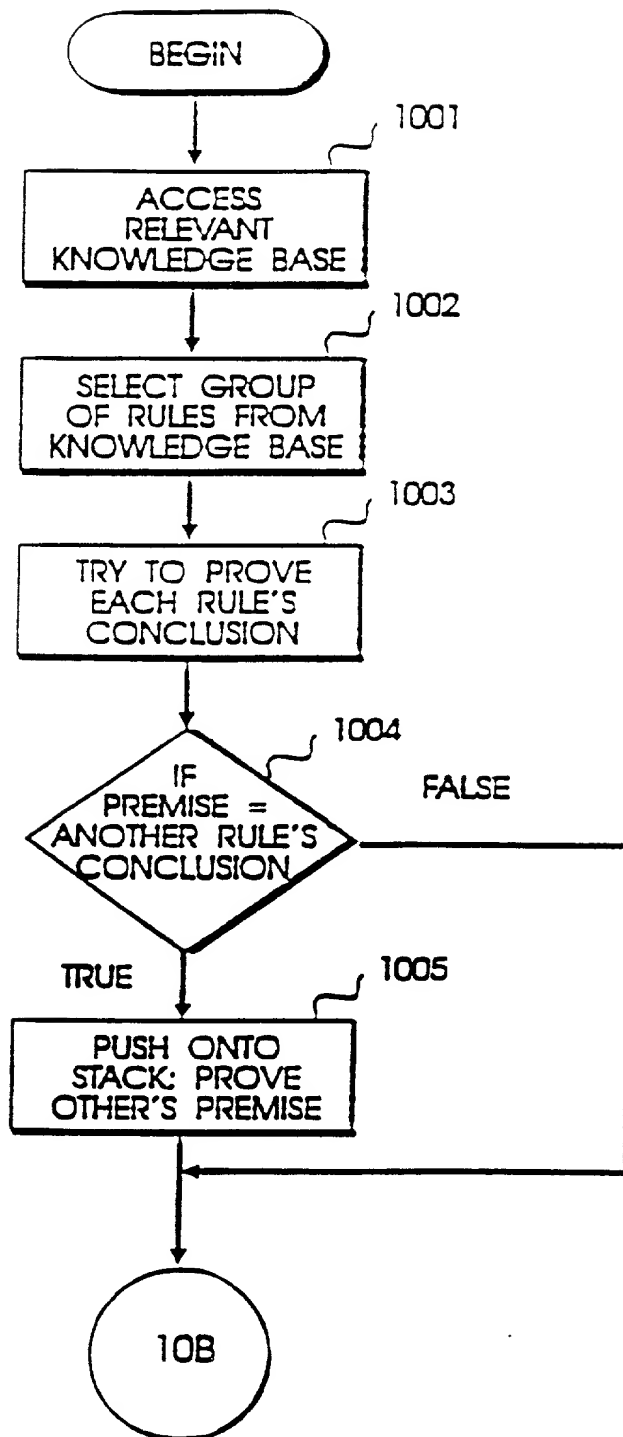 BEGIN
1001
ACCESS
RELEVANT
KNOWLEDGE BASE
1002
SELECT GROUP
OF RULES FROM
KNOWLEDGE BASE
1003
TRY TO PROVE
EACH RULE'S
CONCLUSION
1004
IF
PREMISE =
ANOTHER RULE'S
CONCLUSION
FALSE
TRUE
1005
PUSH ONTO
STACK: PROVE
OTHER'S PREMISE
10B